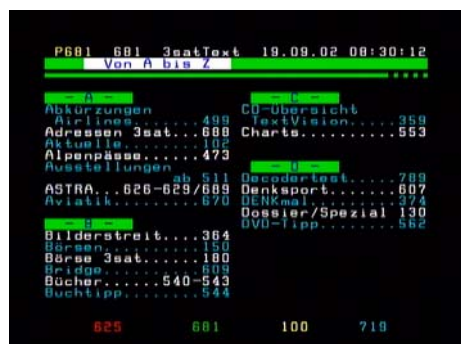 P681 681 3satText 19.09.02 08:30:12
Von A bis Z
- A -
Abkürzungen
Airlines.......499
Adressen 3sat...688
Aktuelle........102
Alpenpässe......473
Ausstellungen
ab 511
ASTRA...626-629/689
Aviatik.........670
- B -
Bilderstreit....364
Börsen..........150
Börse 3sat......180
Bridge..........609
Bücher......540-543
Buchtipp........544
- C -
CD-Übersicht
TextVision.....359
Charts..........553
- D -
Decodertest.....789
Denksport.......607
DENKmal.........374
Dossier/Spezial 130
DVD-Tipp........562
625 681 100 719